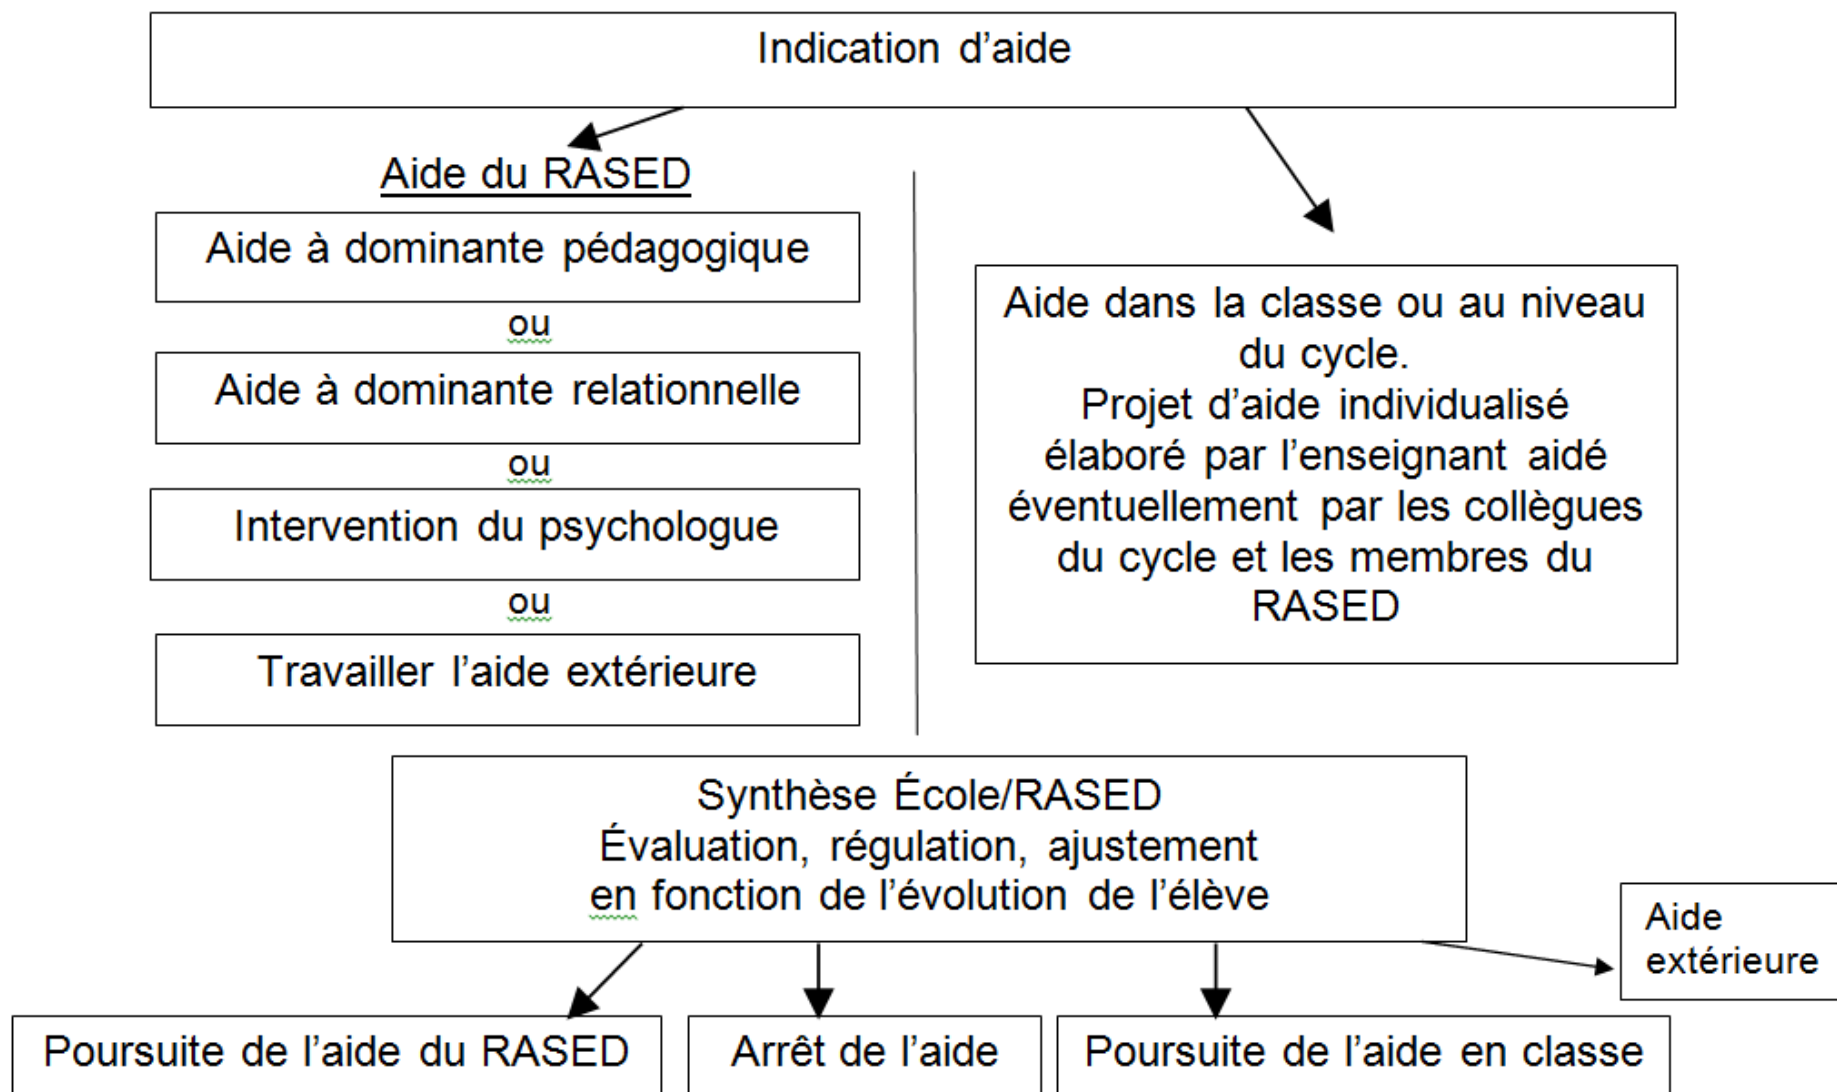 Indication d’aide
Aide du RASED
Aide à dominante pédagogique
ou
Aide à dominante relationnelle
ou
Intervention du psychologue
ou
Travailler l’aide extérieure
Aide dans la classe ou au niveau
du cycle.
Projet d’aide individualisé
élaboré par l’enseignant aidé
éventuellement par les collègues
du cycle et les membres du
RASED
Synthèse École/RASED
Évaluation, régulation, ajustement
en fonction de l’évolution de l’élève
Aide
extérieure
Poursuite de l’aide du RASED
Arrêt de l’aide
Poursuite de l’aide en classe